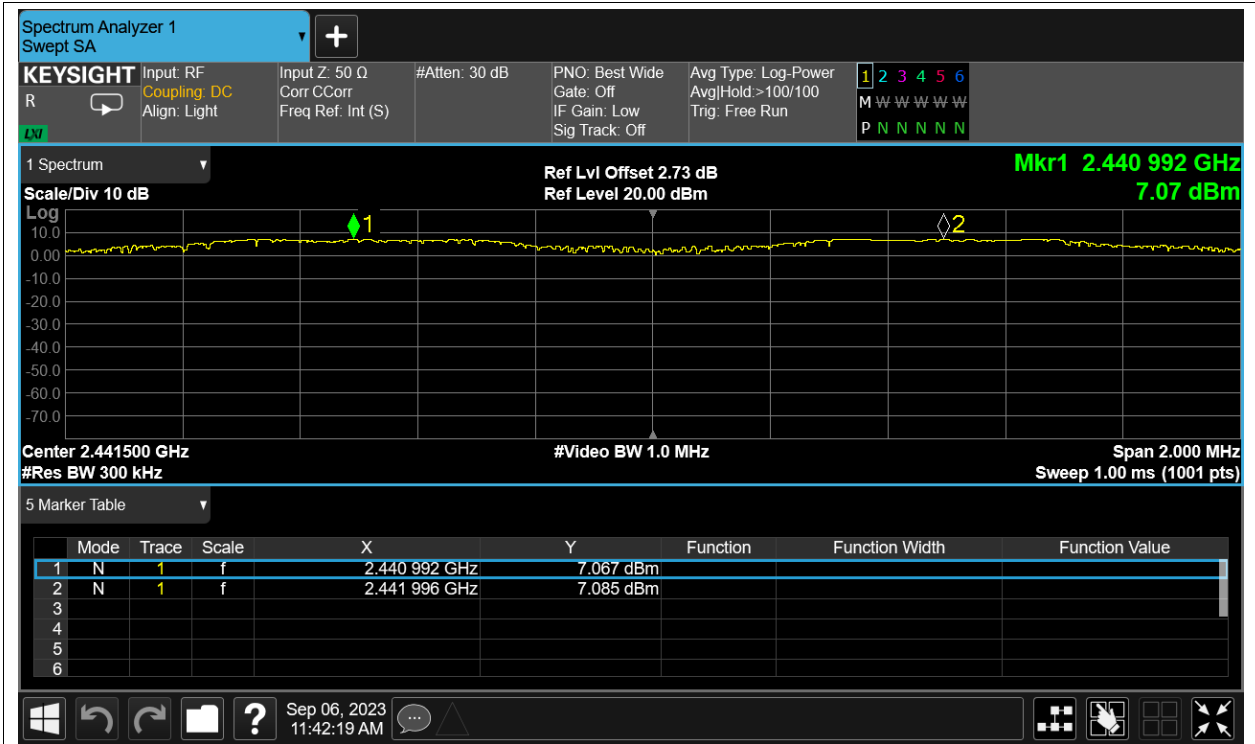 Spectrum Analyzer 1
Swept SA
+
KEYSIGHT Input: RF Input Z: 50 Ω #Atten: 30 dB PNO: Best Wide Avg Type: Log-Power 1 2 3 4 5 6
R Coupling: DC Corr CCorr Gate: Off Avg|Hold:>100/100 M W W W W W
Align: Light Freq Ref: Int (S) IF Gain: Low Trig: Free Run
LXI Sig Track: Off P N N N N N
1 Spectrum Ref Lvl Offset 2.73 dB Mkr1 2.440 992 GHz
Scale/Div 10 dB Ref Level 20.00 dBm 7.07 dBm
Log
1 2
10.0
0.00
-10.0
-20.0
-30.0
-40.0
-50.0
-60.0
-70.0
Center 2.441500 GHz #Video BW 1.0 MHz Span 2.000 MHz
#Res BW 300 kHz Sweep 1.00 ms (1001 pts)
5 Marker Table
Mode Trace Scale X Y Function Function Width Function Value
1 N 1 f 2.440 992 GHz 7.067 dBm
2 N 1 f 2.441 996 GHz 7.085 dBm
3
4
5
6
? Sep 06, 2023
11:42:19 AM